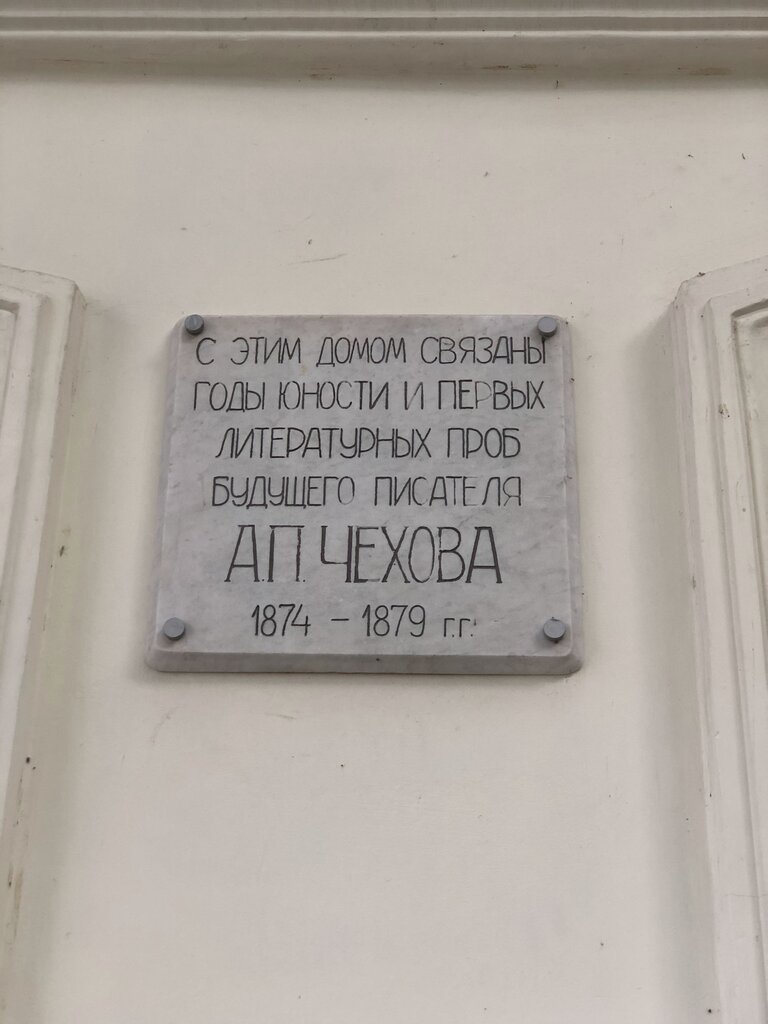 С ЭТИМ ДОМОМ СВЯЗАНЫ
ГОДЫ ЮНОСТИ И ПЕРВЫХ
ЛИТЕРАТУРНЫХ ПРОБ
БУДУЩЕГО ПИСАТЕЛЯ
А.П. ЧЕХОВА
1874 – 1879 г.г.